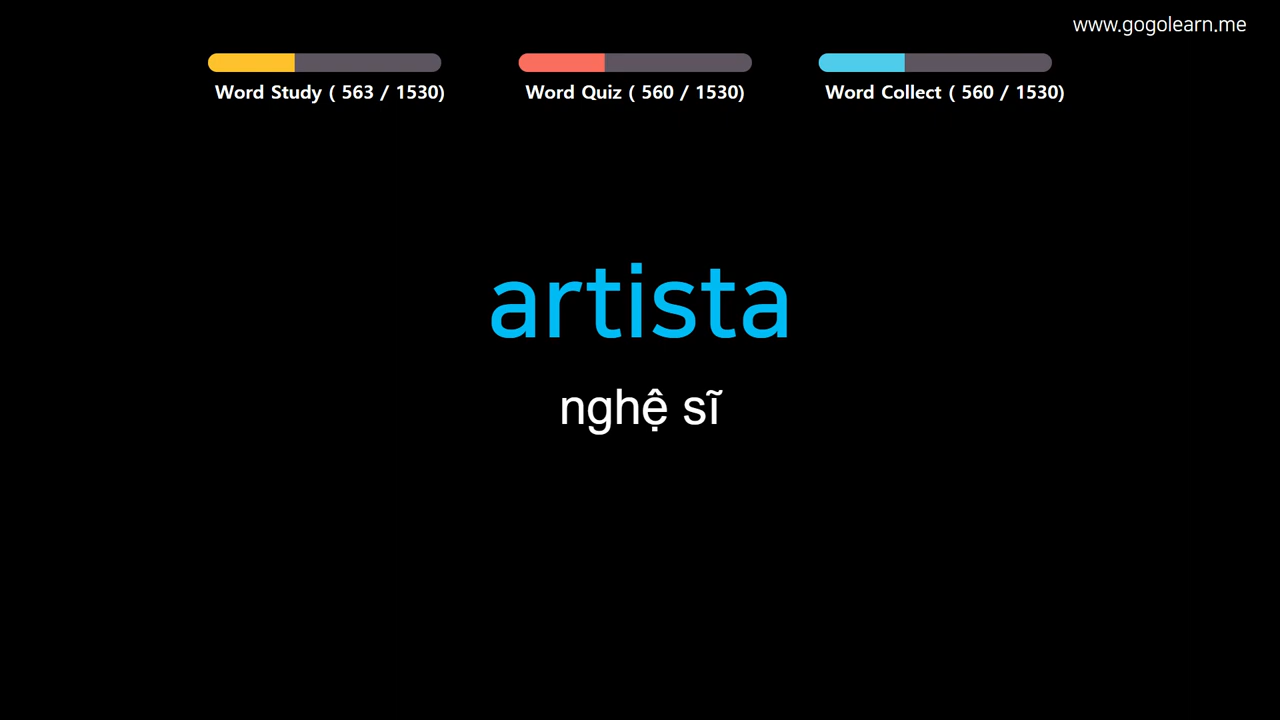 www.gogolearn.me
Word Study ( 563 / 1530)
Word Quiz ( 560 / 1530)
Word Collect ( 560 / 1530)
artista
nghệ sĩ